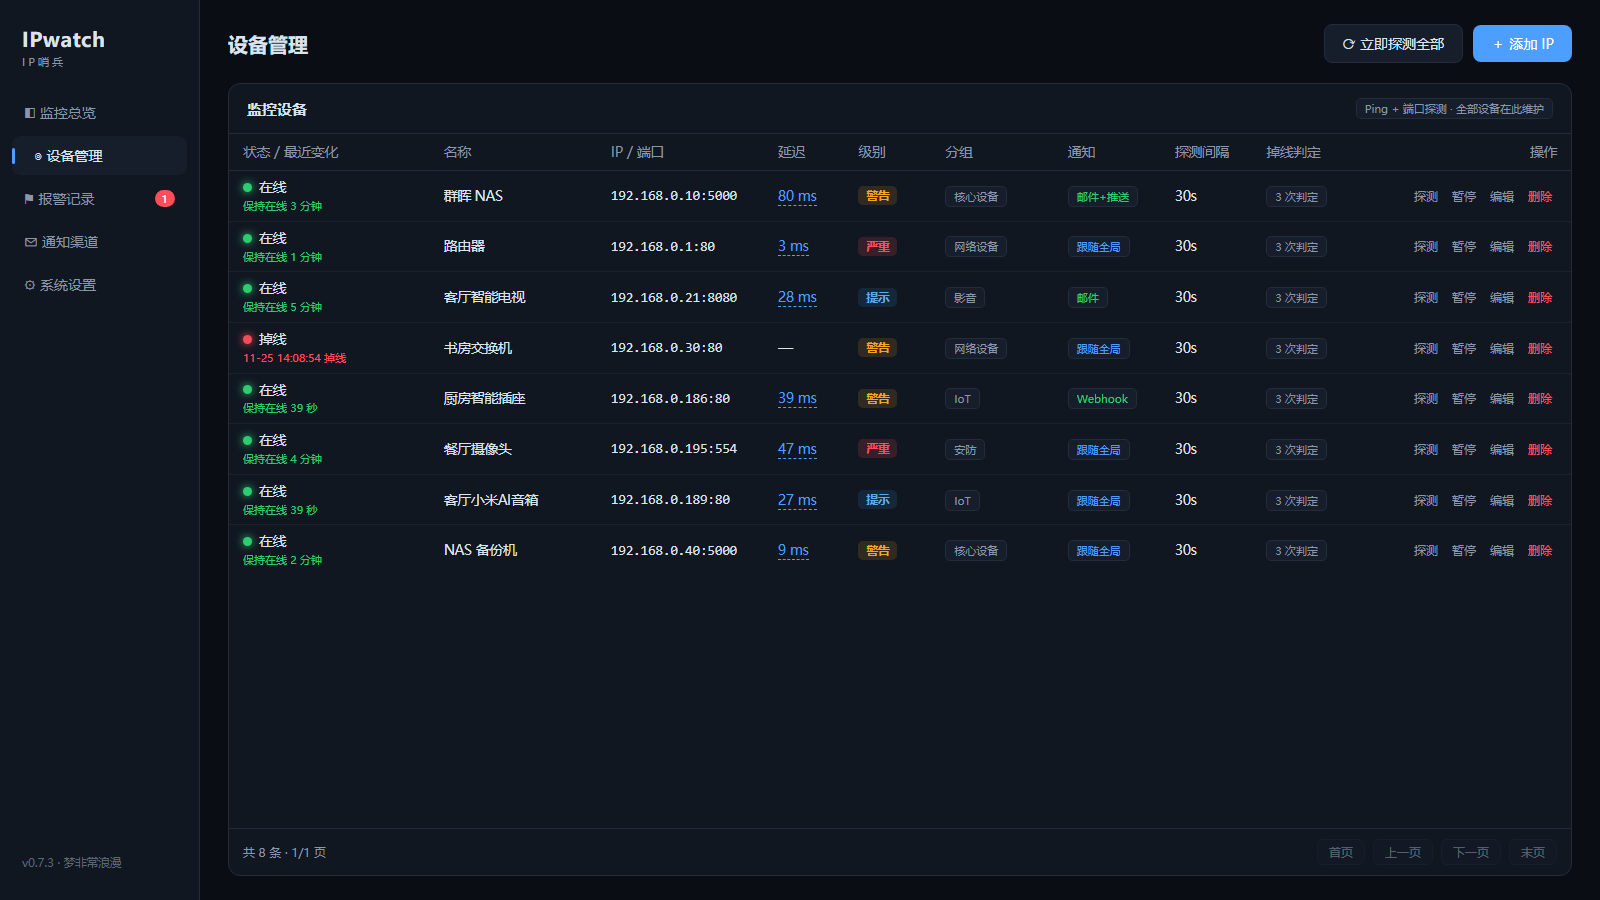 IPwatch
IP哨兵
监控总览
设备管理
报警记录 1
通知渠道
系统设置
v0.7.3 · 梦非常浪漫
设备管理
立即探测全部
+ 添加 IP
监控设备
Ping + 端口探测 · 全部设备在此维护
状态 / 最近变化 名称 IP / 端口 延迟 级别 分组 通知 探测间隔 掉线判定 操作
在线
保持在线 3 分钟
群晖 NAS 192.168.0.10:5000 80 ms 警告 核心设备 邮件+推送 30s 3 次判定 探测 暂停 编辑 删除
在线
保持在线 1 分钟
路由器 192.168.0.1:80 3 ms 严重 网络设备 跟随全局 30s 3 次判定 探测 暂停 编辑 删除
在线
保持在线 5 分钟
客厅智能电视 192.168.0.21:8080 28 ms 提示 影音 邮件 30s 3 次判定 探测 暂停 编辑 删除
掉线
11-25 14:08:54 掉线
书房交换机 192.168.0.30:80 — 警告 网络设备 跟随全局 30s 3 次判定 探测 暂停 编辑 删除
在线
保持在线 39 秒
厨房智能插座 192.168.0.186:80 39 ms 警告 IoT Webhook 30s 3 次判定 探测 暂停 编辑 删除
在线
保持在线 4 分钟
餐厅摄像头 192.168.0.195:554 47 ms 严重 安防 跟随全局 30s 3 次判定 探测 暂停 编辑 删除
在线
保持在线 39 秒
客厅小米AI音箱 192.168.0.189:80 27 ms 提示 IoT 跟随全局 30s 3 次判定 探测 暂停 编辑 删除
在线
保持在线 2 分钟
NAS 备份机 192.168.0.40:5000 9 ms 警告 核心设备 跟随全局 30s 3 次判定 探测 暂停 编辑 删除
共 8 条 · 1/1 页
首页 上一页 下一页 末页